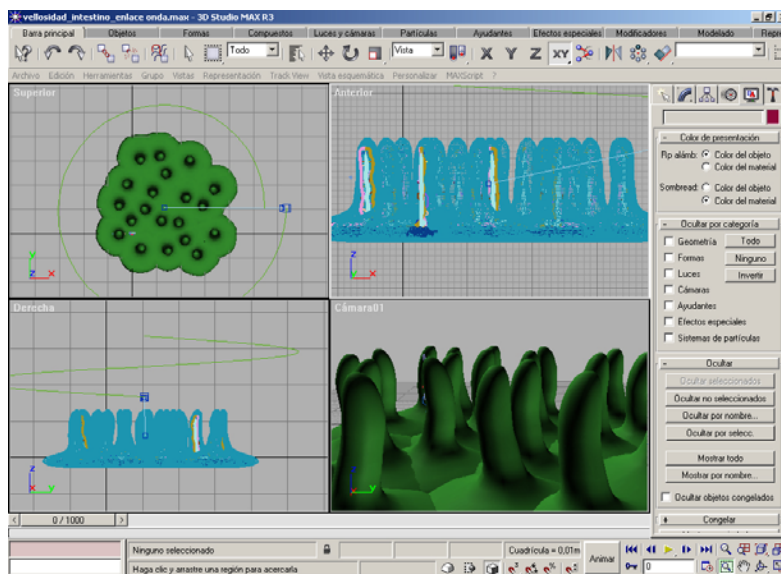 vellosidad_intestino_enlace onda.max - 3D Studio MAX R3
Barra principal Objetos Formas Compuestos Luces y cámaras Partículas Ayudantes Efectos especiales Modificadores Modelado
Todo Vista X Y Z XY
Archivo Edición Herramientas Grupo Vistas Representación Track View Vista esquemática Personalizar MAXScript ?
Superior
Anterior
y
z x
z
y x
Derecha
Cámara01
z
x y
Color de presentación
Rp alámb: Color del objeto
Color del material
Sombread: Color del objeto
Color del material
Ocultar por categoría
Geometría Todo
Formas Ninguno
Luces Invertir
Cámaras
Ayudantes
Efectos especiales
Sistemas de partículas
Ocultar
Ocultar seleccionados
Ocultar no seleccionados
Ocultar por nombre...
Ocultar por selecc.
Mostrar todo
Mostrar por nombre...
Ocultar objetos congelados
Congelar
0 / 1000
Ninguno seleccionado Cuadrícula = 0,01m Animar
Haga clic y arrastre una región para acercarla 0